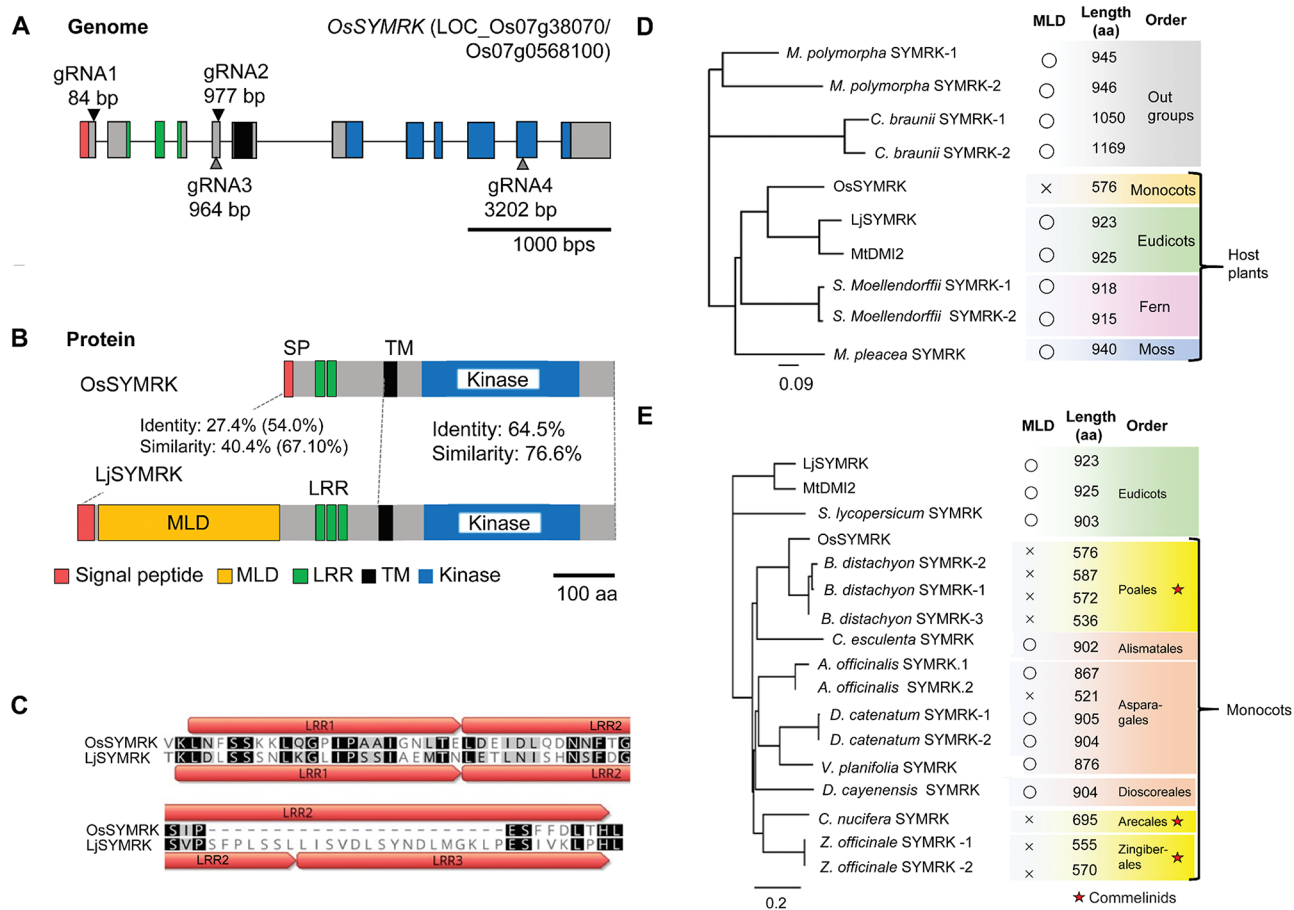 A Genome OsSYMRK (LOC_Os07g38070/
Os07g0568100)
gRNA1 gRNA2
84 bp 977 bp
gRNA3 gRNA4
964 bp 3202 bp
1000 bps
B Protein
SP TM
OsSYMRK Kinase
Identity: 27.4% (54.0%)
Similarity: 40.4% (67.10%)
Identity: 64.5%
Similarity: 76.6%
LjSYMRK LRR
MLD Kinase
Signal peptide MLD LRR TM Kinase
100 aa
C
LRR1 LRR2
OsSYMRK VKLNFSSKKLQGPIPAAIGNLTELDEIDLQDNNFTG
LjSYMRK TKLDLSSSNLKGLIPSSIAEMTNLETLNISHNSFDG
LRR1 LRR2
LRR2
OsSYMRK SIP------------------------------ESFFDLTHL
LjSYMRK SVPSFPLSSLLISVDLSYNDLMGKLPESIVKLPHL
LRR2 LRR3
D MLD Length (aa) Order
M. polymorpha SYMRK-1 945
M. polymorpha SYMRK-2 946
Out groups
C. braunii SYMRK-1 1050
C. braunii SYMRK-2 1169
OsSYMRK × 576 Monocots
LjSYMRK 923
Eudicots
MtDMI2 925
Host plants
S. Moellendorffii SYMRK-1 918
Fern
S. Moellendorffii SYMRK-2 915
M. pleacea SYMRK 940 Moss
0.09
E MLD Length (aa) Order
LjSYMRK 923
MtDMI2 925 Eudicots
S. lycopersicum SYMRK 903
OsSYMRK × 576
B. distachyon SYMRK-2 × 587
Poales
B. distachyon SYMRK-1 × 572
B. distachyon SYMRK-3 × 536
C. esculenta SYMRK 902 Alismatales
A. officinalis SYMRK.1 867
A. officinalis SYMRK.2 × 521
Aspara-
gales
D. catenatum SYMRK-1 905
Monocots
D. catenatum SYMRK-2 904
V. planifolia SYMRK 876
D. cayenensis SYMRK 904 Dioscoreales
C. nucifera SYMRK × 695 Arecales
Z. officinale SYMRK -1 × 555
Zingiber-
ales
Z. officinale SYMRK -2 × 570
0.2
Commelinids